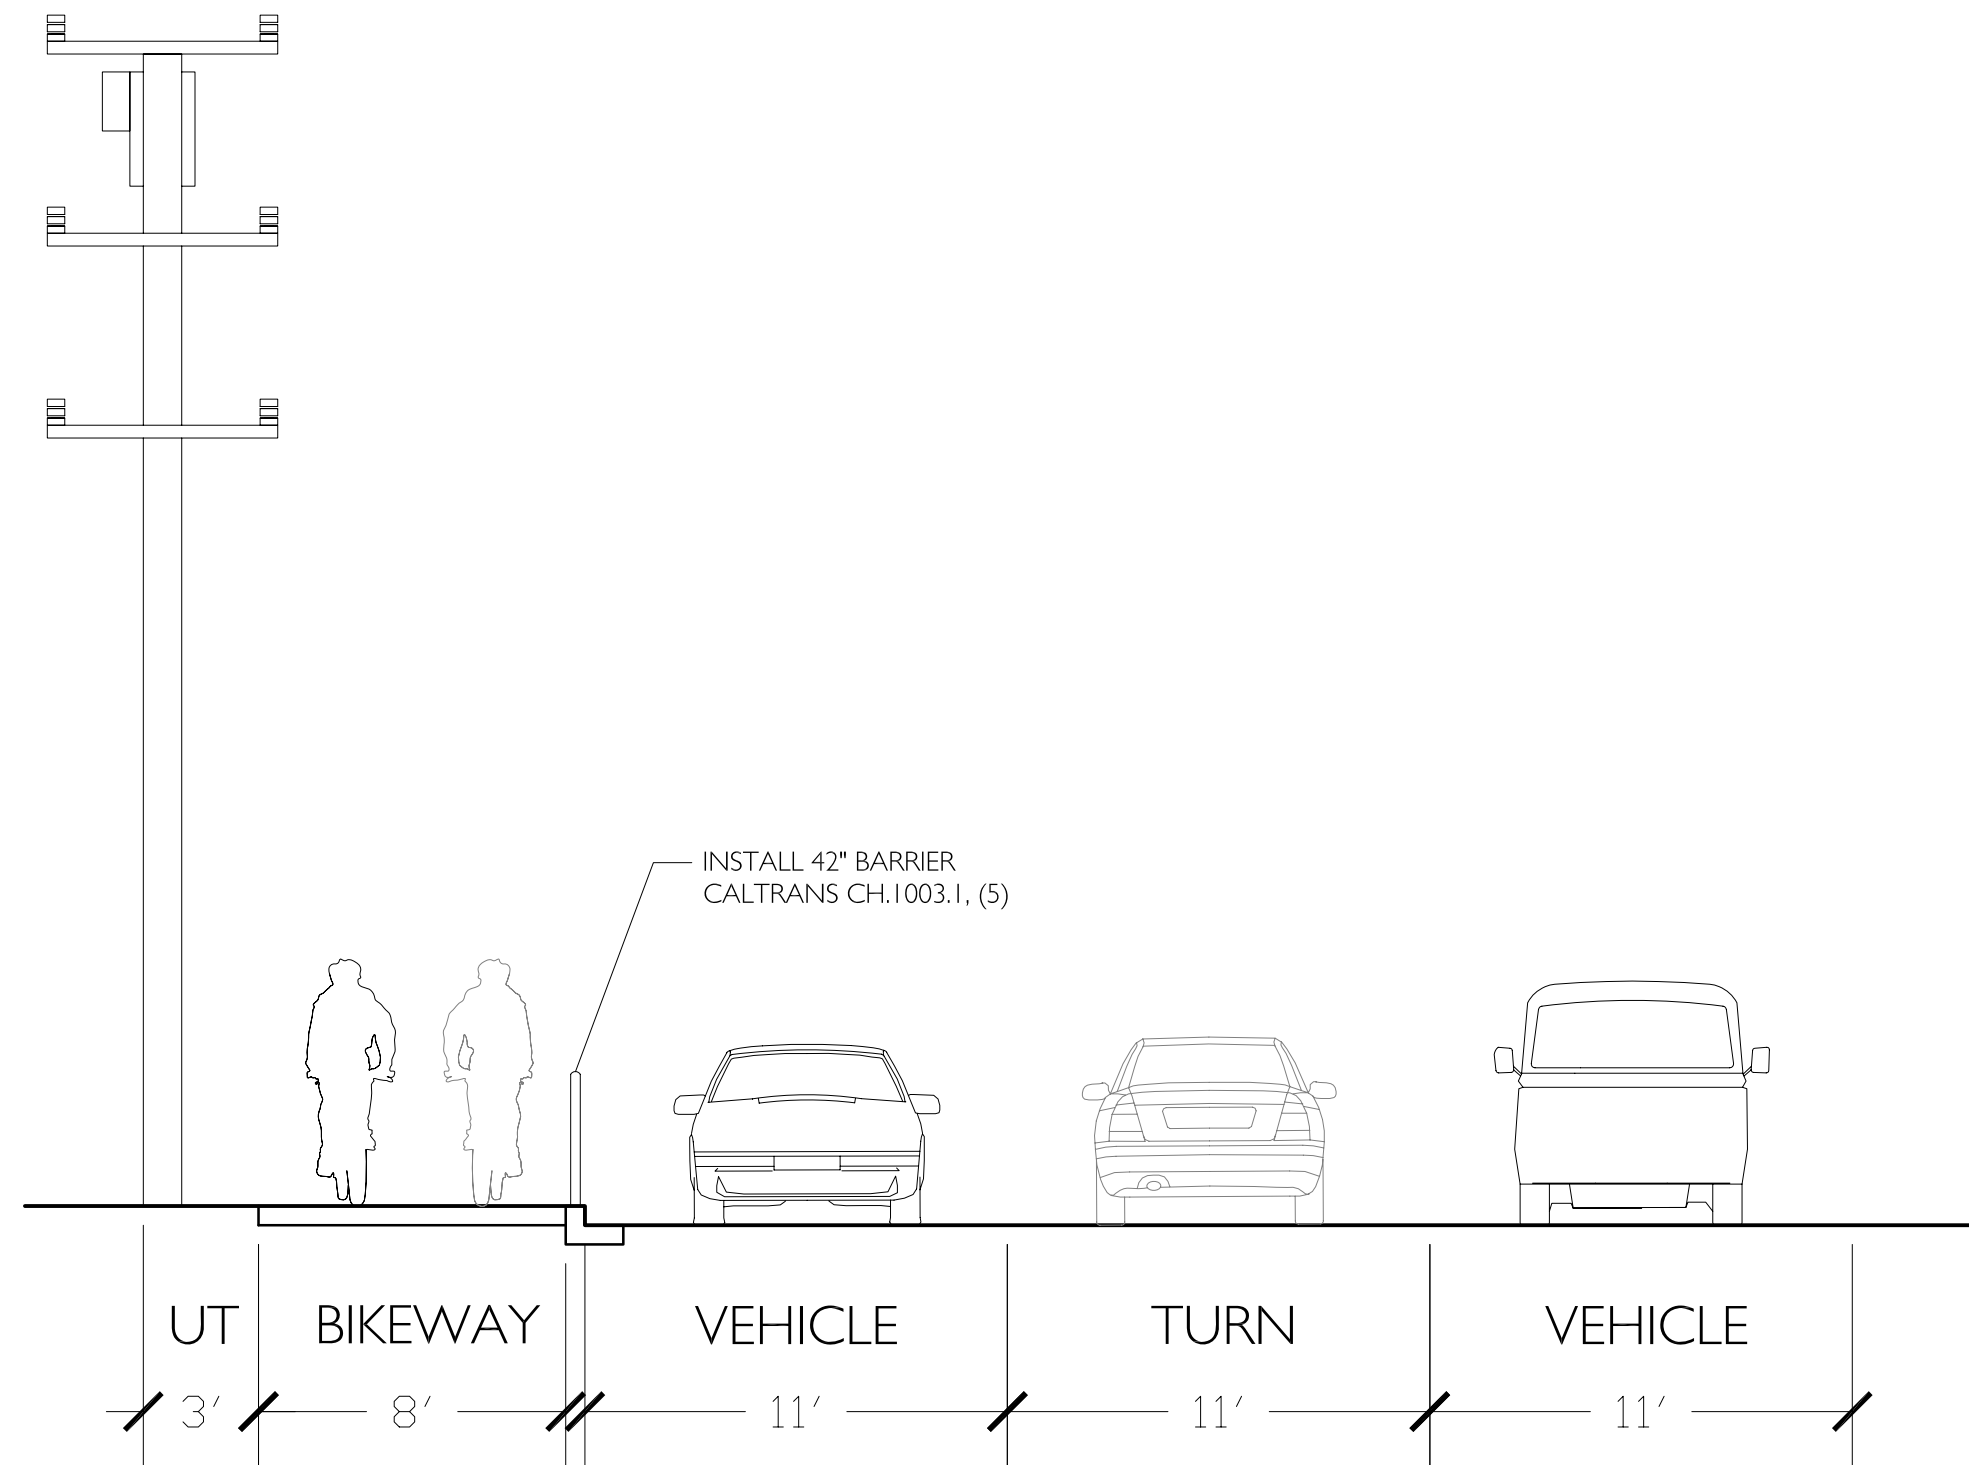 INSTALL 42" BARRIER
CALTRANS CH.1003.1, (5)
UT BIKEWAY VEHICLE TURN VEHICLE
3' 8' 11' 11' 11'